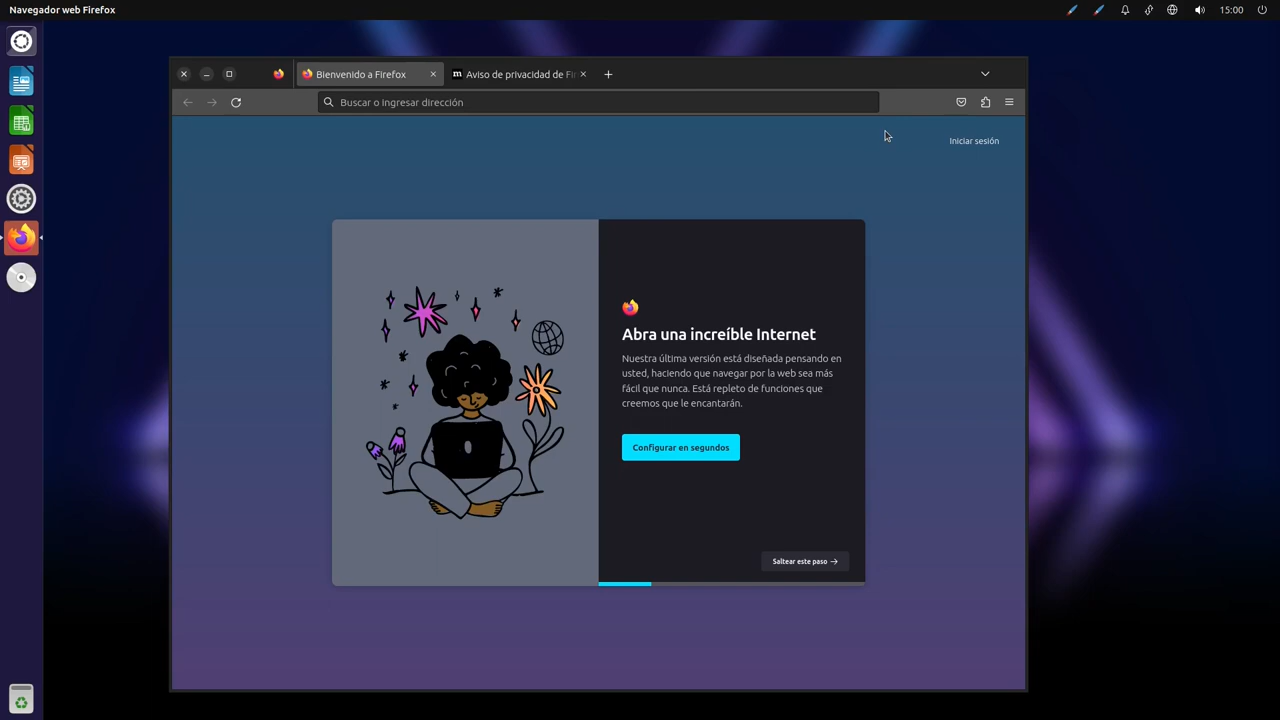 Navegador web Firefox
15:00
Bienvenido a Firefox
m
Aviso de privacidad de Fir
Buscar o ingresar dirección
Iniciar sesión
Abra una increíble Internet
Nuestra última versión está diseñada pensando en
usted, haciendo que navegar por la web sea más
fácil que nunca. Está repleto de funciones que
creemos que le encantarán.
Configurar en segundos
Saltear este paso →